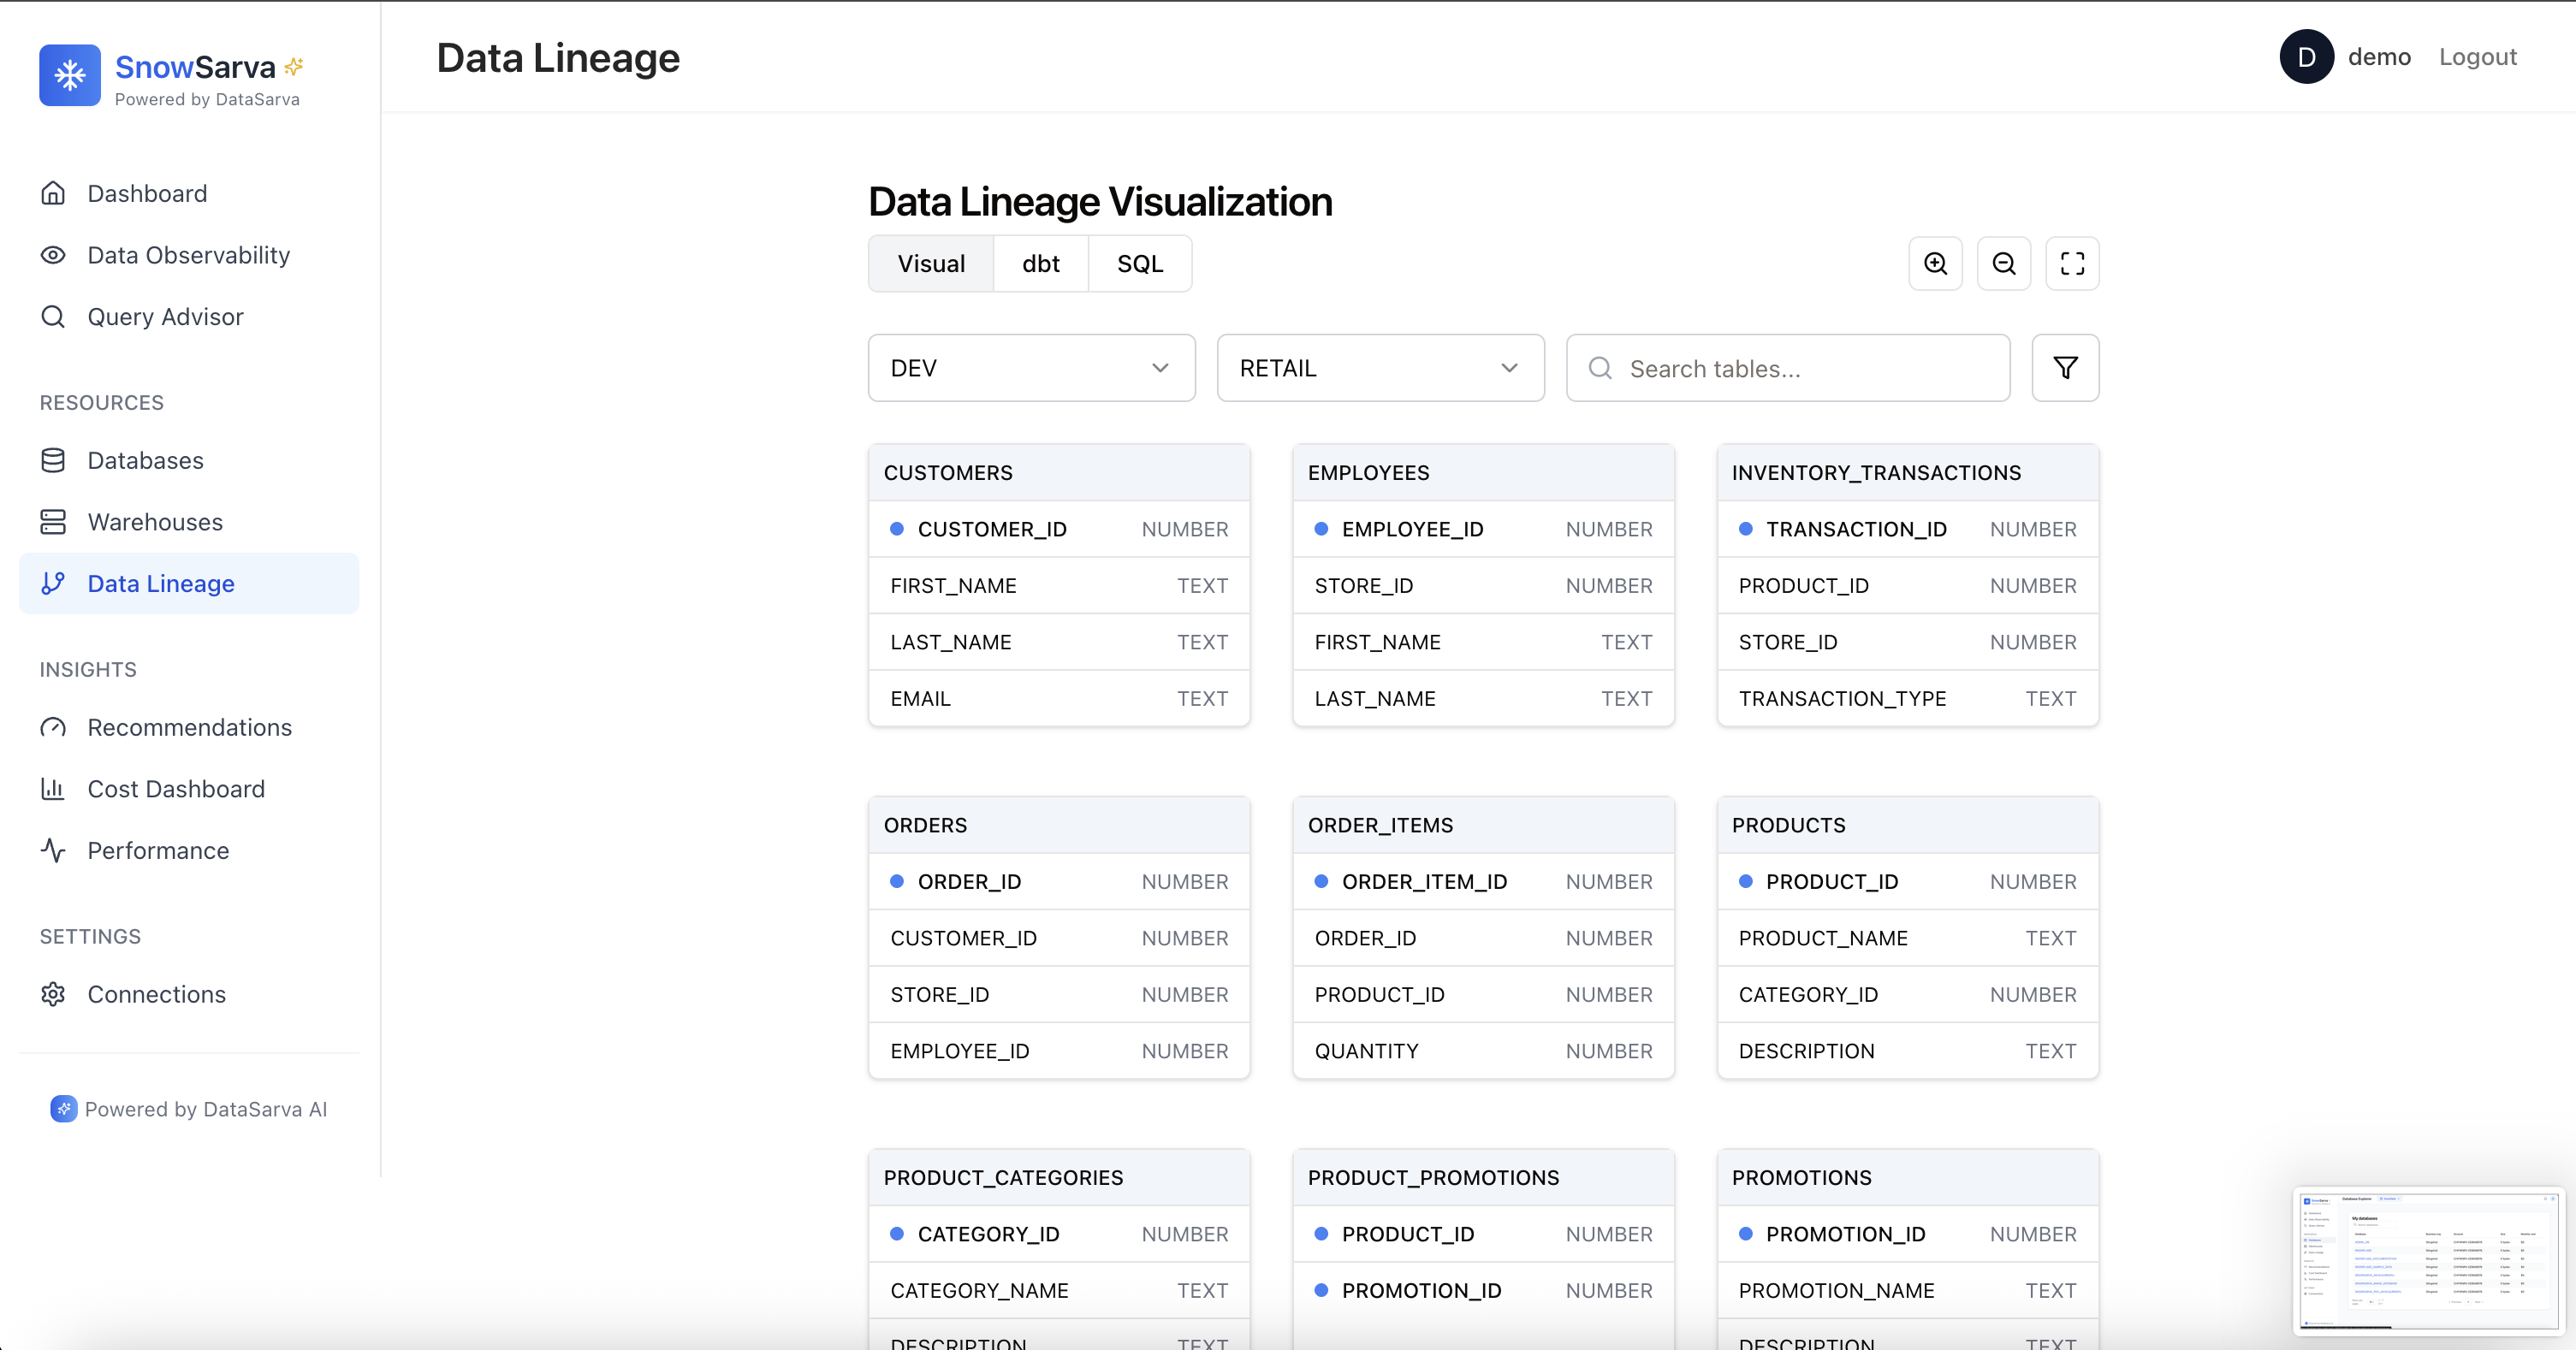 SnowSarva
Powered by DataSarva
Data Lineage
D demo Logout
Dashboard
Data Observability
Query Advisor
RESOURCES
Databases
Warehouses
Data Lineage
INSIGHTS
Recommendations
Cost Dashboard
Performance
SETTINGS
Connections
Powered by DataSarva AI
Data Lineage Visualization
Visual dbt SQL
DEV RETAIL Search tables...
CUSTOMERS
CUSTOMER_ID NUMBER
FIRST_NAME TEXT
LAST_NAME TEXT
EMAIL TEXT
EMPLOYEES
EMPLOYEE_ID NUMBER
STORE_ID NUMBER
FIRST_NAME TEXT
LAST_NAME TEXT
INVENTORY_TRANSACTIONS
TRANSACTION_ID NUMBER
PRODUCT_ID NUMBER
STORE_ID NUMBER
TRANSACTION_TYPE TEXT
ORDERS
ORDER_ID NUMBER
CUSTOMER_ID NUMBER
STORE_ID NUMBER
EMPLOYEE_ID NUMBER
ORDER_ITEMS
ORDER_ITEM_ID NUMBER
ORDER_ID NUMBER
PRODUCT_ID NUMBER
QUANTITY NUMBER
PRODUCTS
PRODUCT_ID NUMBER
PRODUCT_NAME TEXT
CATEGORY_ID NUMBER
DESCRIPTION TEXT
PRODUCT_CATEGORIES
CATEGORY_ID NUMBER
CATEGORY_NAME TEXT
DESCRIPTION TEXT
PRODUCT_PROMOTIONS
PRODUCT_ID NUMBER
PROMOTION_ID NUMBER
PROMOTIONS
PROMOTION_ID NUMBER
PROMOTION_NAME TEXT
DESCRIPTION TEXT